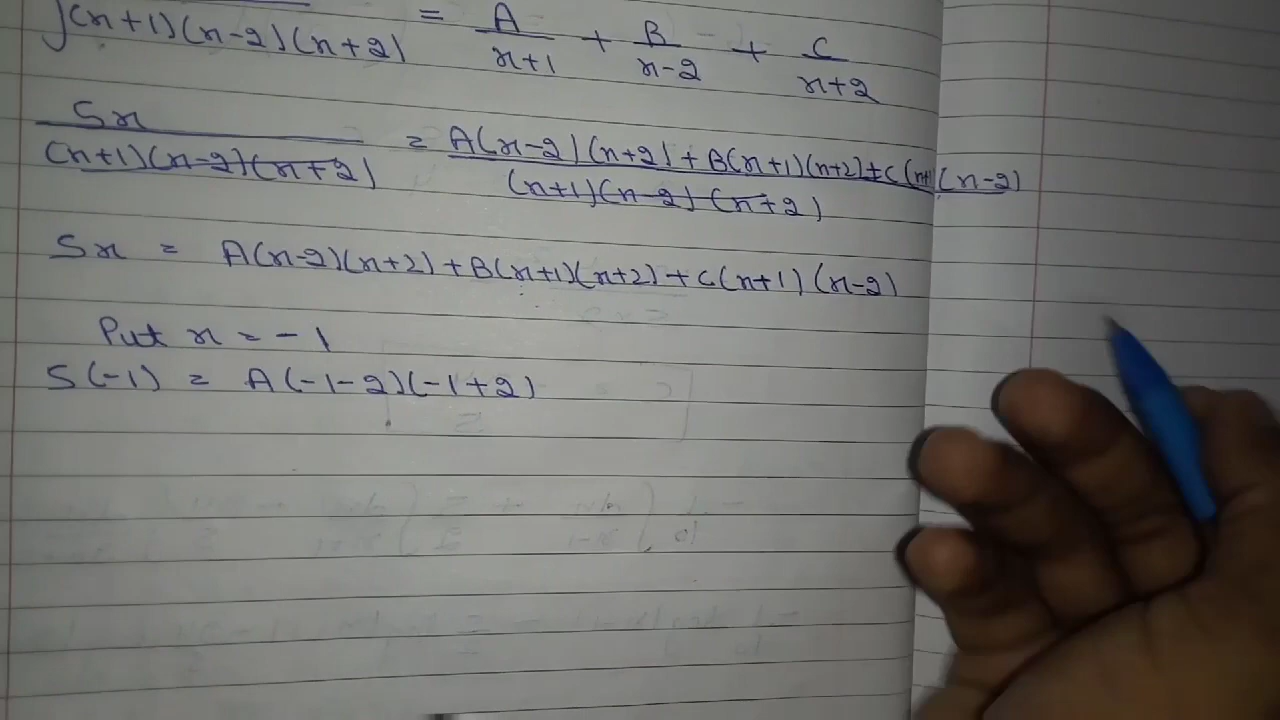 ∫(x+1)(x-2)(x+2) = A/x+1 + B/x-2 + C/x+2
5x/(x+1)(x-2)(x+2) = A(x-2)(x+2)+B(x+1)(x+2)+C(x+1)(x-2)/(x+1)(x-2)(x+2)
5x = A(x-2)(x+2)+B(x+1)(x+2)+C(x+1)(x-2)
Put x = -1
5(-1) = A(-1-2)(-1+2)